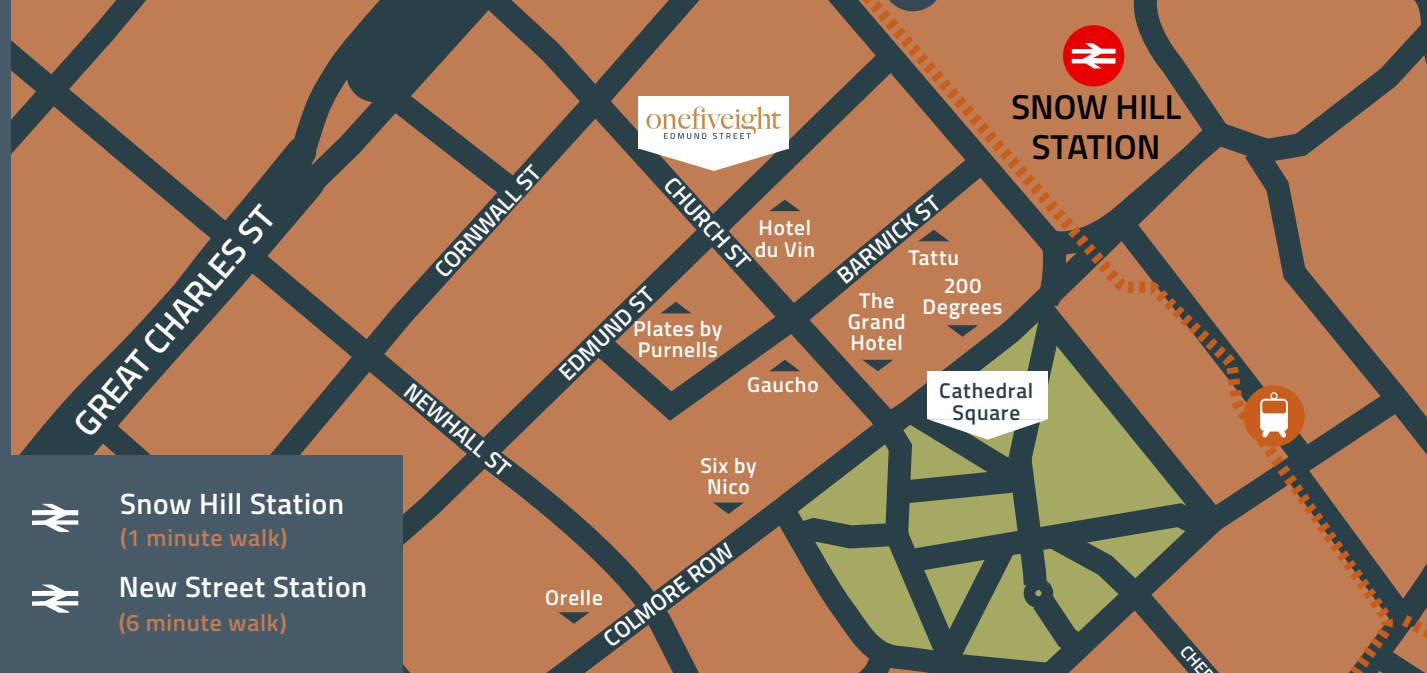 onefiveight
EDMUND STREET
SNOW HILL
STATION
CORNWALL ST
CHURCH ST
Hotel
du Vin
BARWICK ST
Tattu
200
Degrees
GREAT CHARLES ST
EDMUND ST
Plates by
Purnells
The
Grand
Hotel
Gaucho
Cathedral
Square
NEWHALL ST
Six by
Nico
Snow Hill Station
(1 minute walk)
New Street Station
(6 minute walk)
Orelle
COLMORE ROW